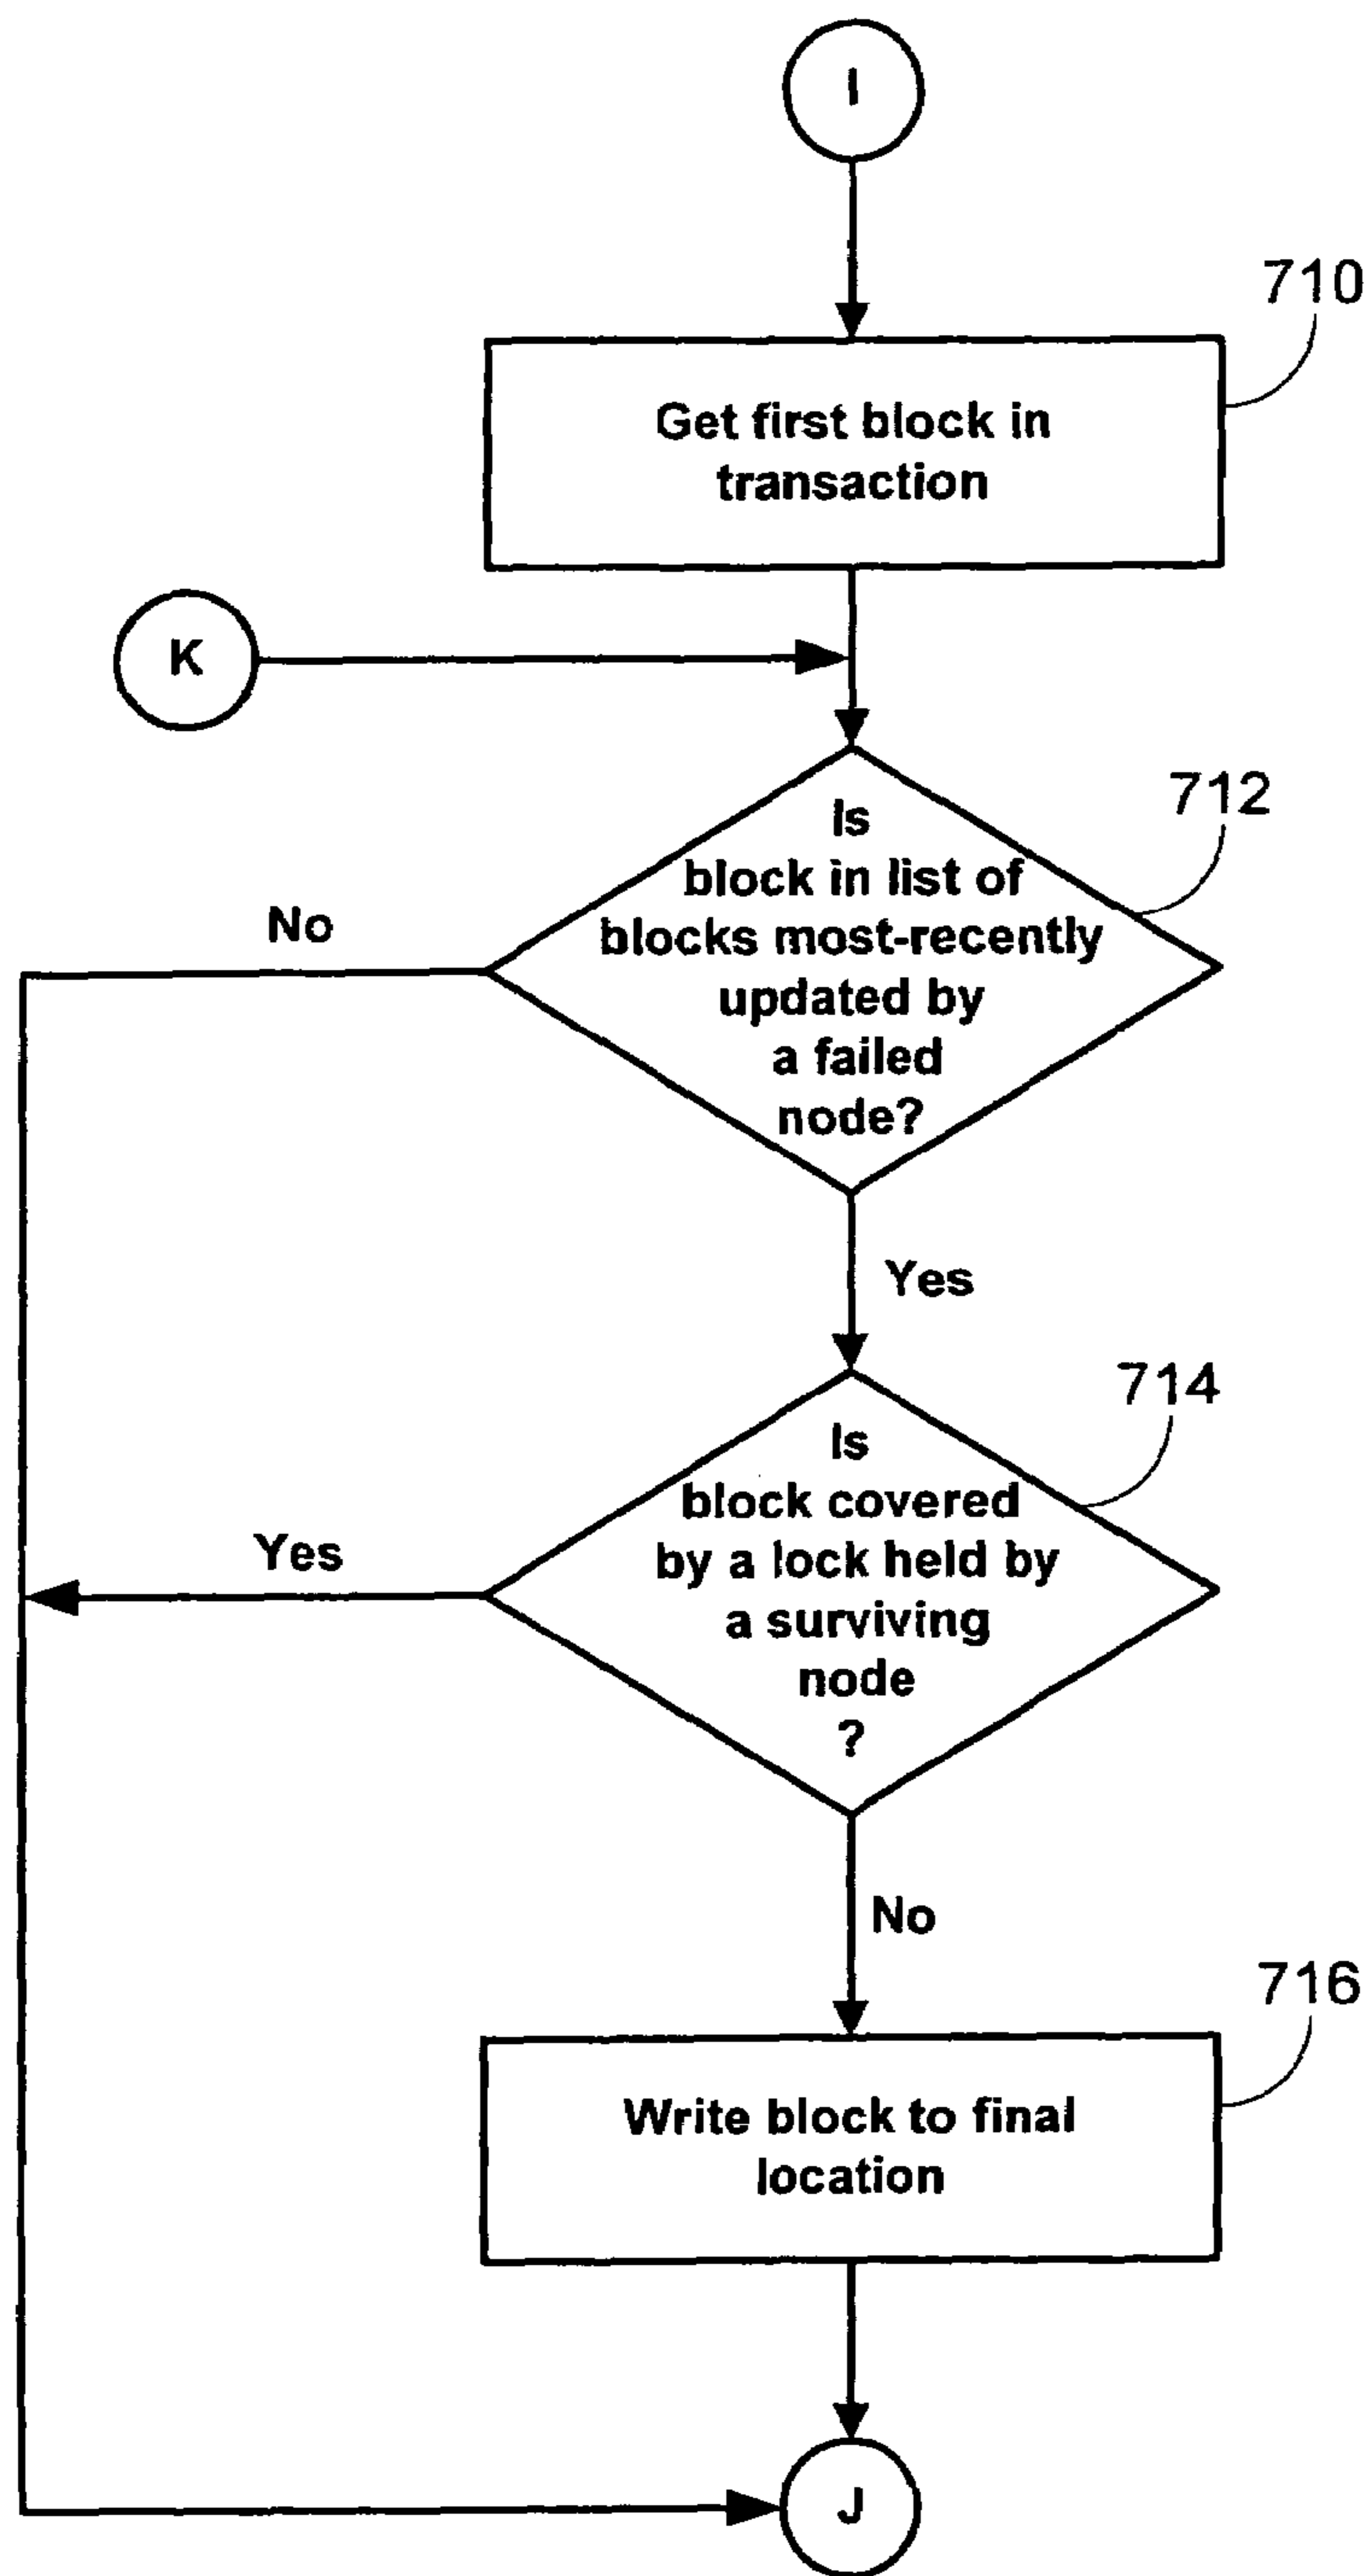 I
710
Get first block in
transaction
K
712
Is
block in list of
blocks most-recently
updated by
a failed
node?
No
Yes
714
Is
block covered
by a lock held by
a surviving
node
?
Yes
No
716
Write block to final
location
J